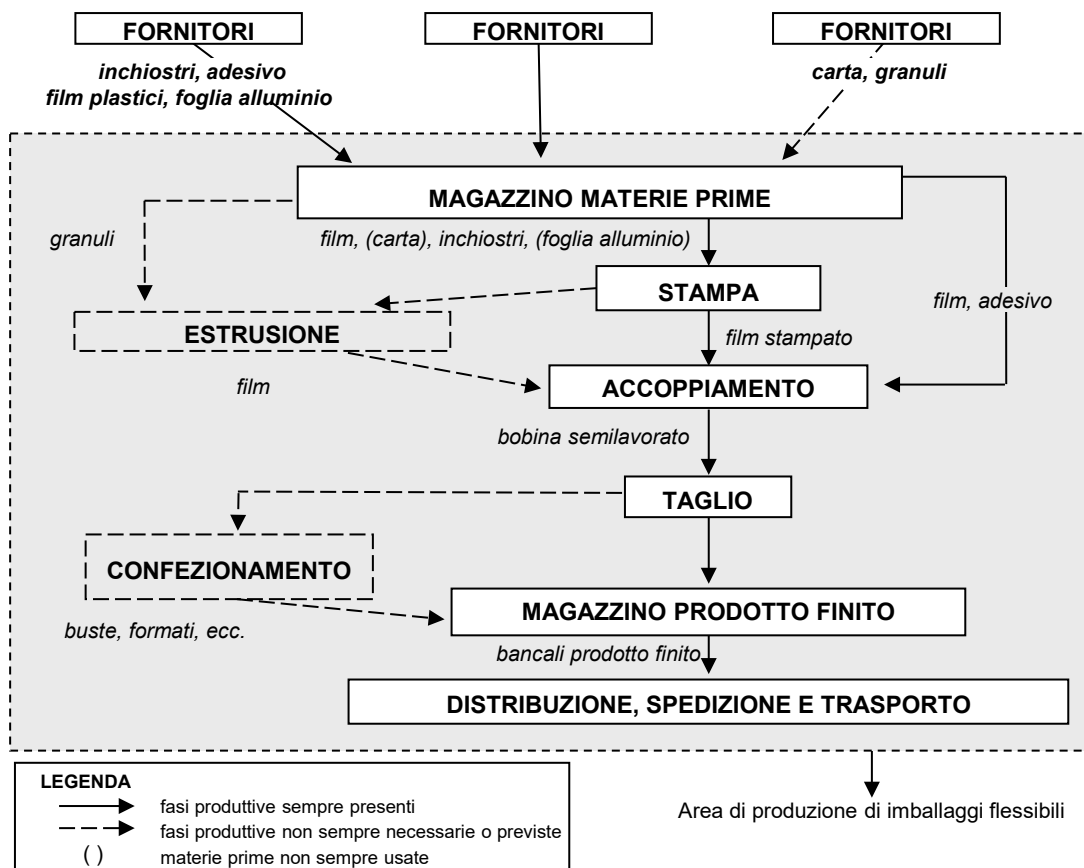 FORNITORI
FORNITORI
FORNITORI
inchiostri, adesivo
film plastici, foglia alluminio
carta, granuli
MAGAZZINO MATERIE PRIME
granuli
film, (carta), inchiostri, (foglia alluminio)
STAMPA
film, adesivo
ESTRUSIONE
film stampato
film
ACCOPPIAMENTO
bobina semilavorato
TAGLIO
CONFEZIONAMENTO
MAGAZZINO PRODOTTO FINITO
buste, formati, ecc.
bancali prodotto finito
DISTRIBUZIONE, SPEDIZIONE E TRASPORTO
LEGENDA
fasi produttive sempre presenti
fasi produttive non sempre necessarie o previste
( ) materie prime non sempre usate
Area di produzione di imballaggi flessibili